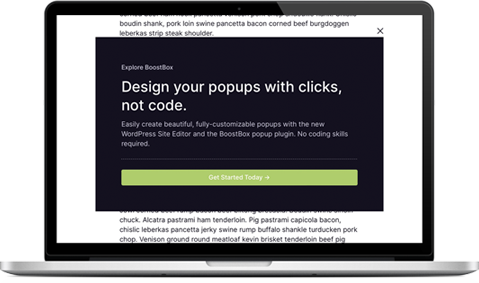 boudin shank, pork loin swine pancetta bacon corned beef burgdoggen
leberkas strip steak shoulder.
Explore BoostBox
Design your popups with clicks,
not code.
Easily create beautiful, fully-customizable popups with the new
WordPress Site Editor and the BoostBox popup plugin. No coding skills
required.
Get Started Today →
chuck. Alcatra pastrami ham tenderloin. Pig pastrami capicola bacon,
chislic leberkas pancetta jerky swine rump buffalo shankle turducken pork
chop. Venison ground round meatloaf kevin brisket tenderloin beef pig